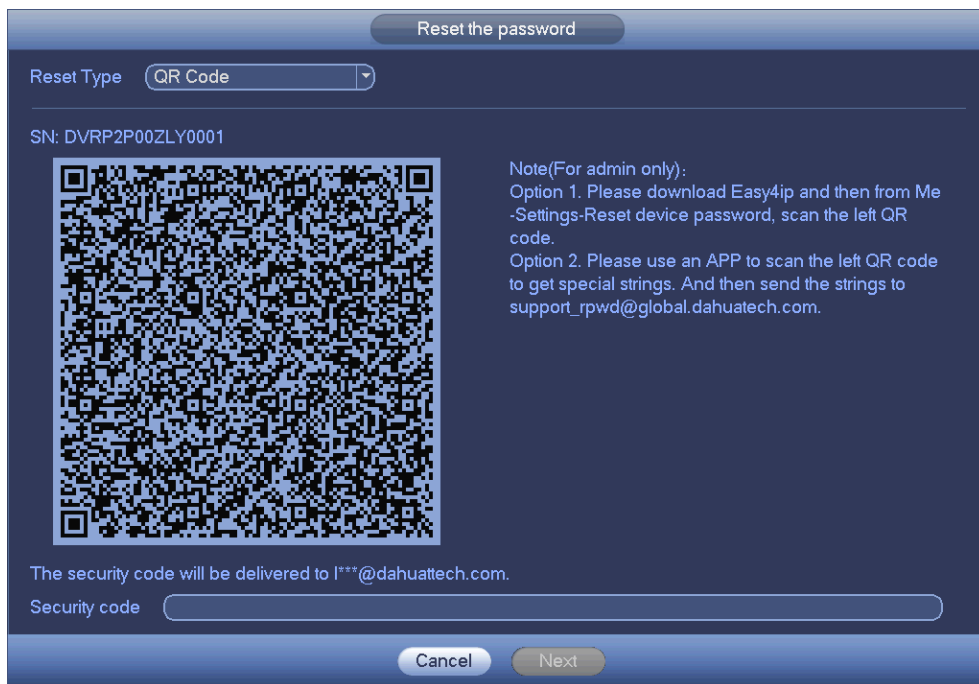 Reset the password
Reset Type QR Code
SN: DVRP2P00ZLY0001
Note(For admin only):
Option 1. Please download Easy4ip and then from Me
-Settings-Reset device password, scan the left QR
code.
Option 2. Please use an APP to scan the left QR code
to get special strings. And then send the strings to
support_rpwd@global.dahuatech.com.
The security code will be delivered to l***@dahuattech.com.
Security code
Cancel Next